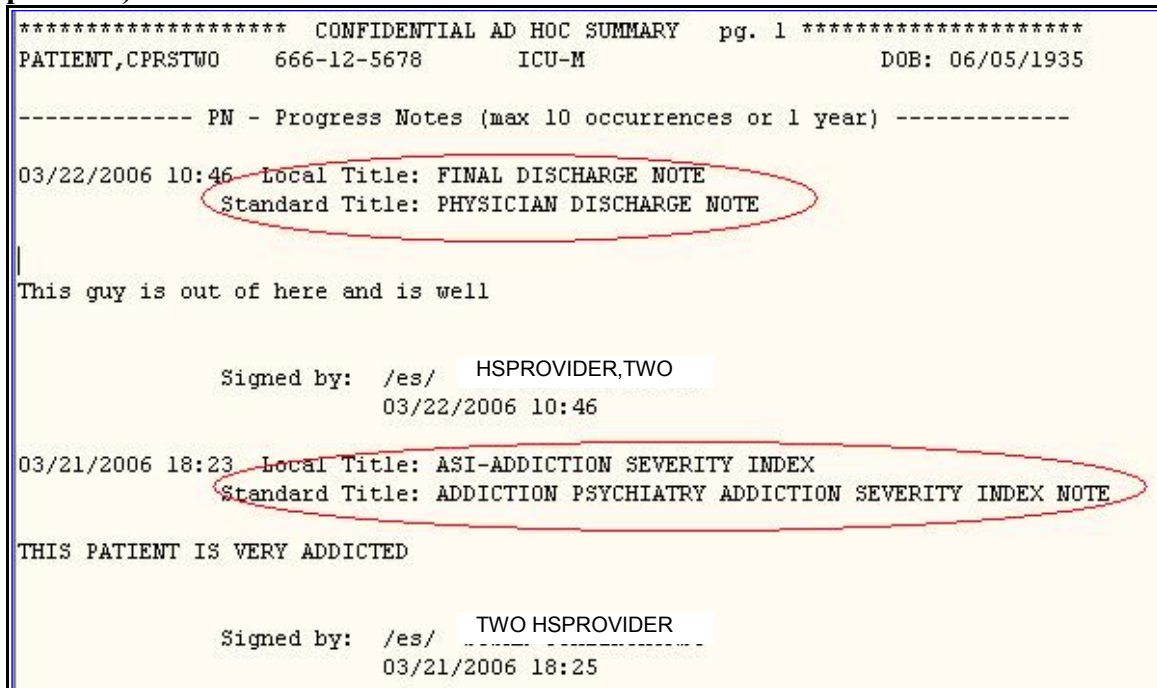 ******************** CONFIDENTIAL AD HOC SUMMARY pg. 1 *********************
PATIENT,CPRSTWO 666-12-5678 ICU-M DOB: 06/05/1935
------------- PN - Progress Notes (max 10 occurrences or 1 year) -------------
03/22/2006 10:46 Local Title: FINAL DISCHARGE NOTE
Standard Title: PHYSICIAN DISCHARGE NOTE
This guy is out of here and is well
Signed by: /es/ HSPROVIDER,TWO
03/22/2006 10:46
03/21/2006 18:23 Local Title: ASI-ADDICTION SEVERITY INDEX
Standard Title: ADDICTION PSYCHIATRY ADDICTION SEVERITY INDEX NOTE
THIS PATIENT IS VERY ADDICTED
Signed by: /es/ TWO HSPROVIDER
03/21/2006 18:25